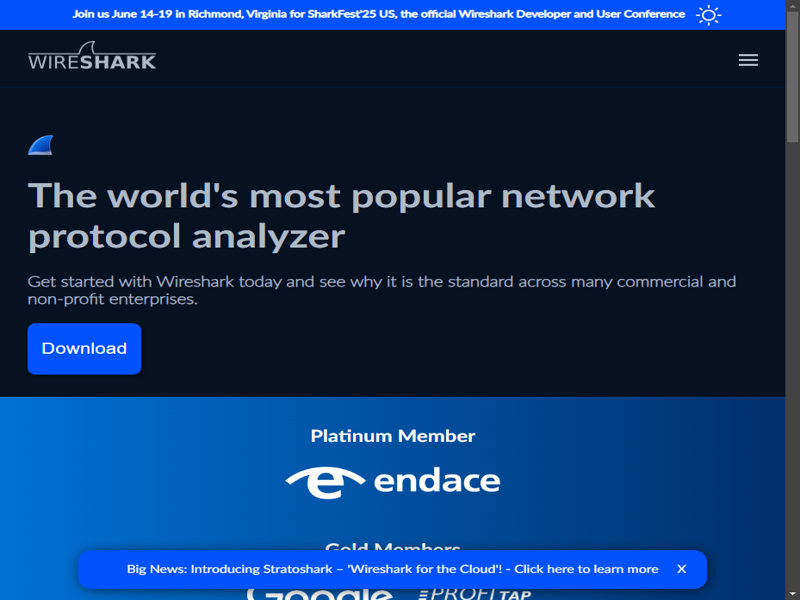 Join us June 14-19 in Richmond, Virginia for SharkFest'25 US, the official Wireshark Developer and User Conference
WIRESHARK
The world's most popular network
protocol analyzer
Get started with Wireshark today and see why it is the standard across many commercial and
non-profit enterprises.
Download
Platinum Member
endace
Gold Members
Big News: Introducing Stratoshark – 'Wireshark for the Cloud'! - Click here to learn more X
Google PROFITAP